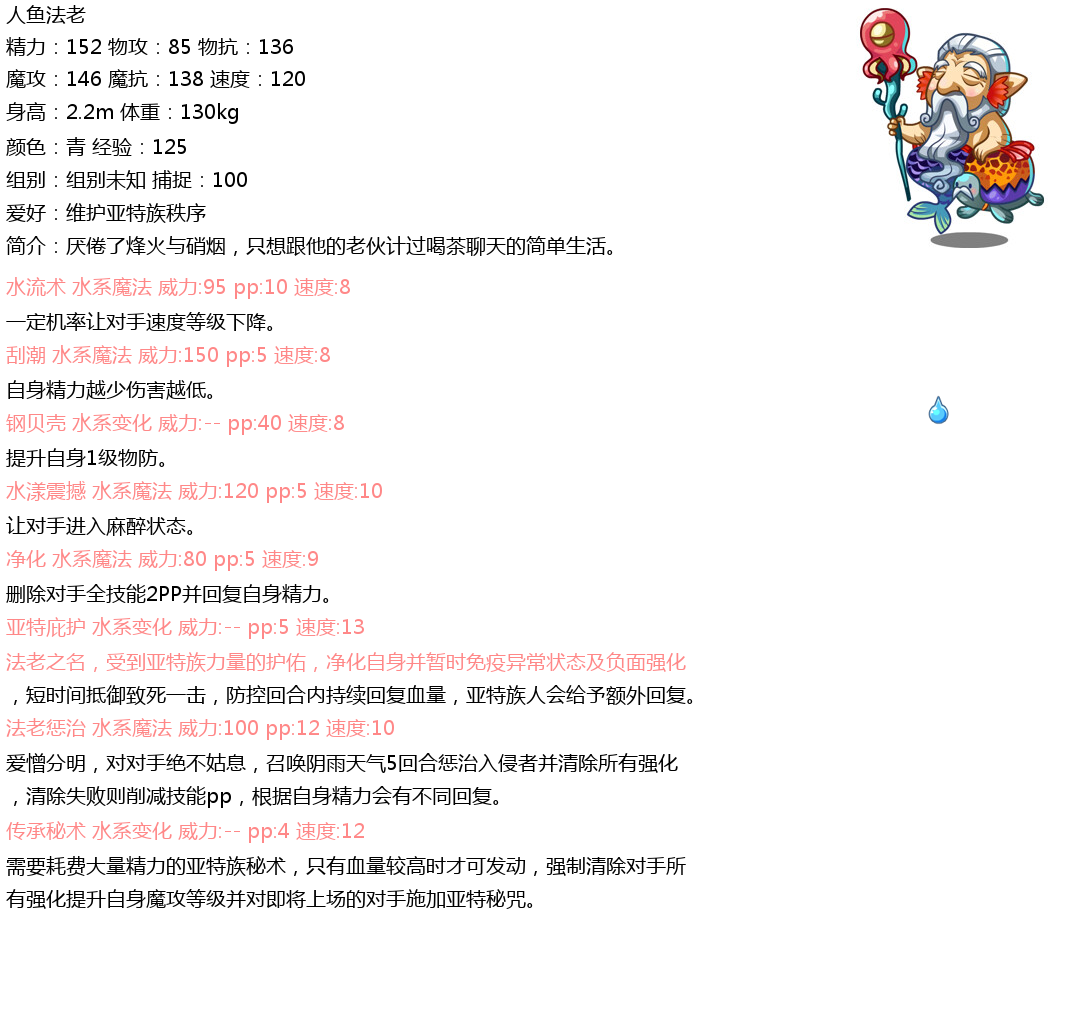 人鱼法老
精力：152 物攻：85 物抗：136
魔攻：146 魔抗：138 速度：120
身高：2.2m 体重：130kg
颜色：青 经验：125
组别：组别未知 捕捉：100
爱好：维护亚特族秩序
简介：厌倦了烽火与硝烟，只想跟他的老伙计过喝茶聊天的简单生活。
水流术 水系魔法 威力:95 pp:10 速度:8
一定机率让对手速度等级下降。
刮潮 水系魔法 威力:150 pp:5 速度:8
自身精力越少伤害越低。
钢贝壳 水系变化 威力:-- pp:40 速度:8
提升自身1级物防。
水漾震撼 水系魔法 威力:120 pp:5 速度:10
让对手进入麻醉状态。
净化 水系魔法 威力:80 pp:5 速度:9
删除对手全技能2PP并回复自身精力。
亚特庇护 水系变化 威力:-- pp:5 速度:13
法老之名，受到亚特族力量的护佑，净化自身并暂时免疫异常状态及负面强化
，短时间抵御致死一击，防控回合内持续回复血量，亚特族人会给予额外回复。
法老惩治 水系魔法 威力:100 pp:12 速度:10
爱憎分明，对对手绝不姑息，召唤阴雨天气5回合惩治入侵者并清除所有强化
，清除失败则削减技能pp，根据自身精力会有不同回复。
传承秘术 水系变化 威力:-- pp:4 速度:12
需要耗费大量精力的亚特族秘术，只有血量较高时才可发动，强制清除对手所
有强化提升自身魔攻等级并对即将上场的对手施加亚特秘咒。